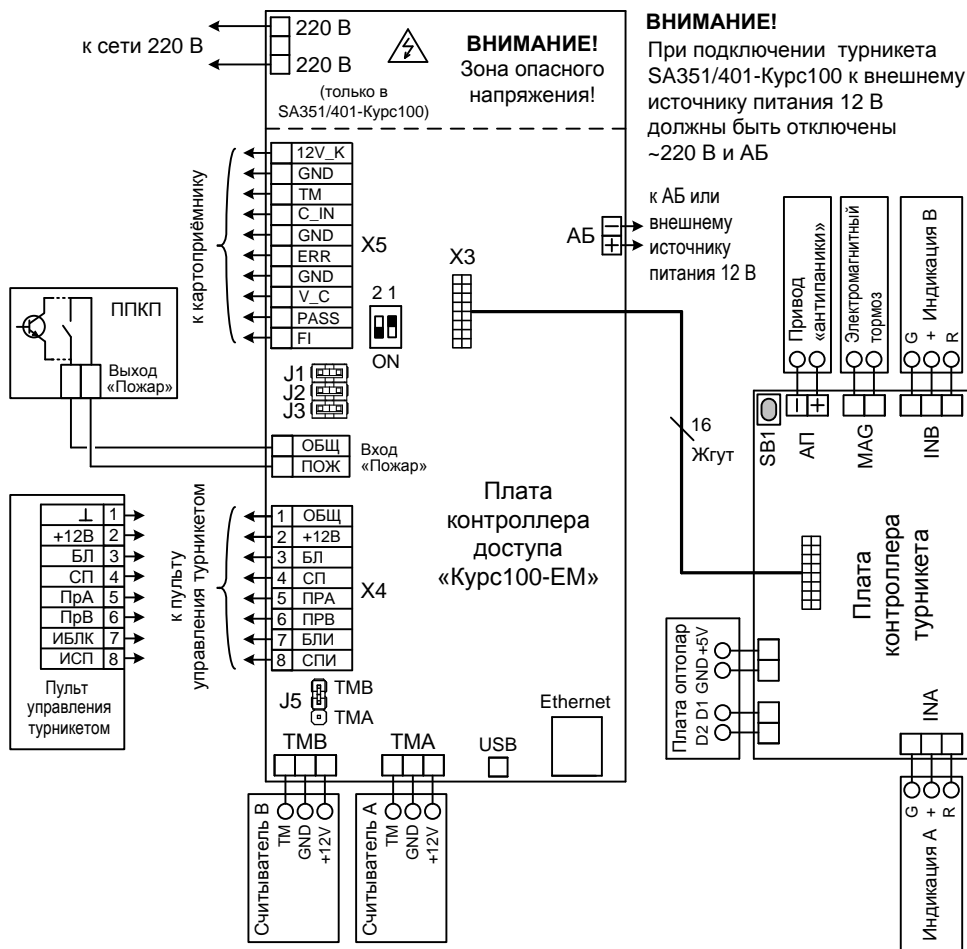 к сети 220 В
220 В
220 В
(только в
SA351/401-Курс100)
ВНИМАНИЕ!
Зона опасного
напряжения!
ВНИМАНИЕ!
При подключении турникета
SA351/401-Курс100 к внешнему
источнику питания 12 В
должны быть отключены
~220 В и АБ
к картоприёмнику
12V_K
GND
TM
C_IN
GND
ERR
GND
V_C
PASS
FI
X5
2 1
ON
X3
АБ
−
+
к АБ или
внешнему
источнику
питания 12 В
ППКП
Выход
«Пожар»
J1
J2
J3
ОБЩ
ПОЖ
Вход
«Пожар»
16
Жгут
Плата
контроллера
доступа
«Курс100-ЕМ»
⊥ 1
+12В 2
БЛ 3
СП 4
ПрА 5
ПрВ 6
ИБЛК 7
ИСП 8
Пульт
управления
турникетом
к пульту
управления турникетом
1 ОБЩ
2 +12В
3 БЛ
4 СП
5 ПРА
6 ПРВ
7 БЛИ
8 СПИ
X4
J5
TMB
TMA
TMB
TMA
USB
Ethernet
Считыватель В
TM
GND
+12V
Считыватель А
TM
GND
+12V
Привод
«антипаники»
Электромагнитный
тормоз
Индикация В
G
+
R
SB1
−
+
АП
MAG
INB
Плата
контроллера
турникета
Плата оптопар
D2 D1 GND +5V
INA
G
+
R
Индикация А